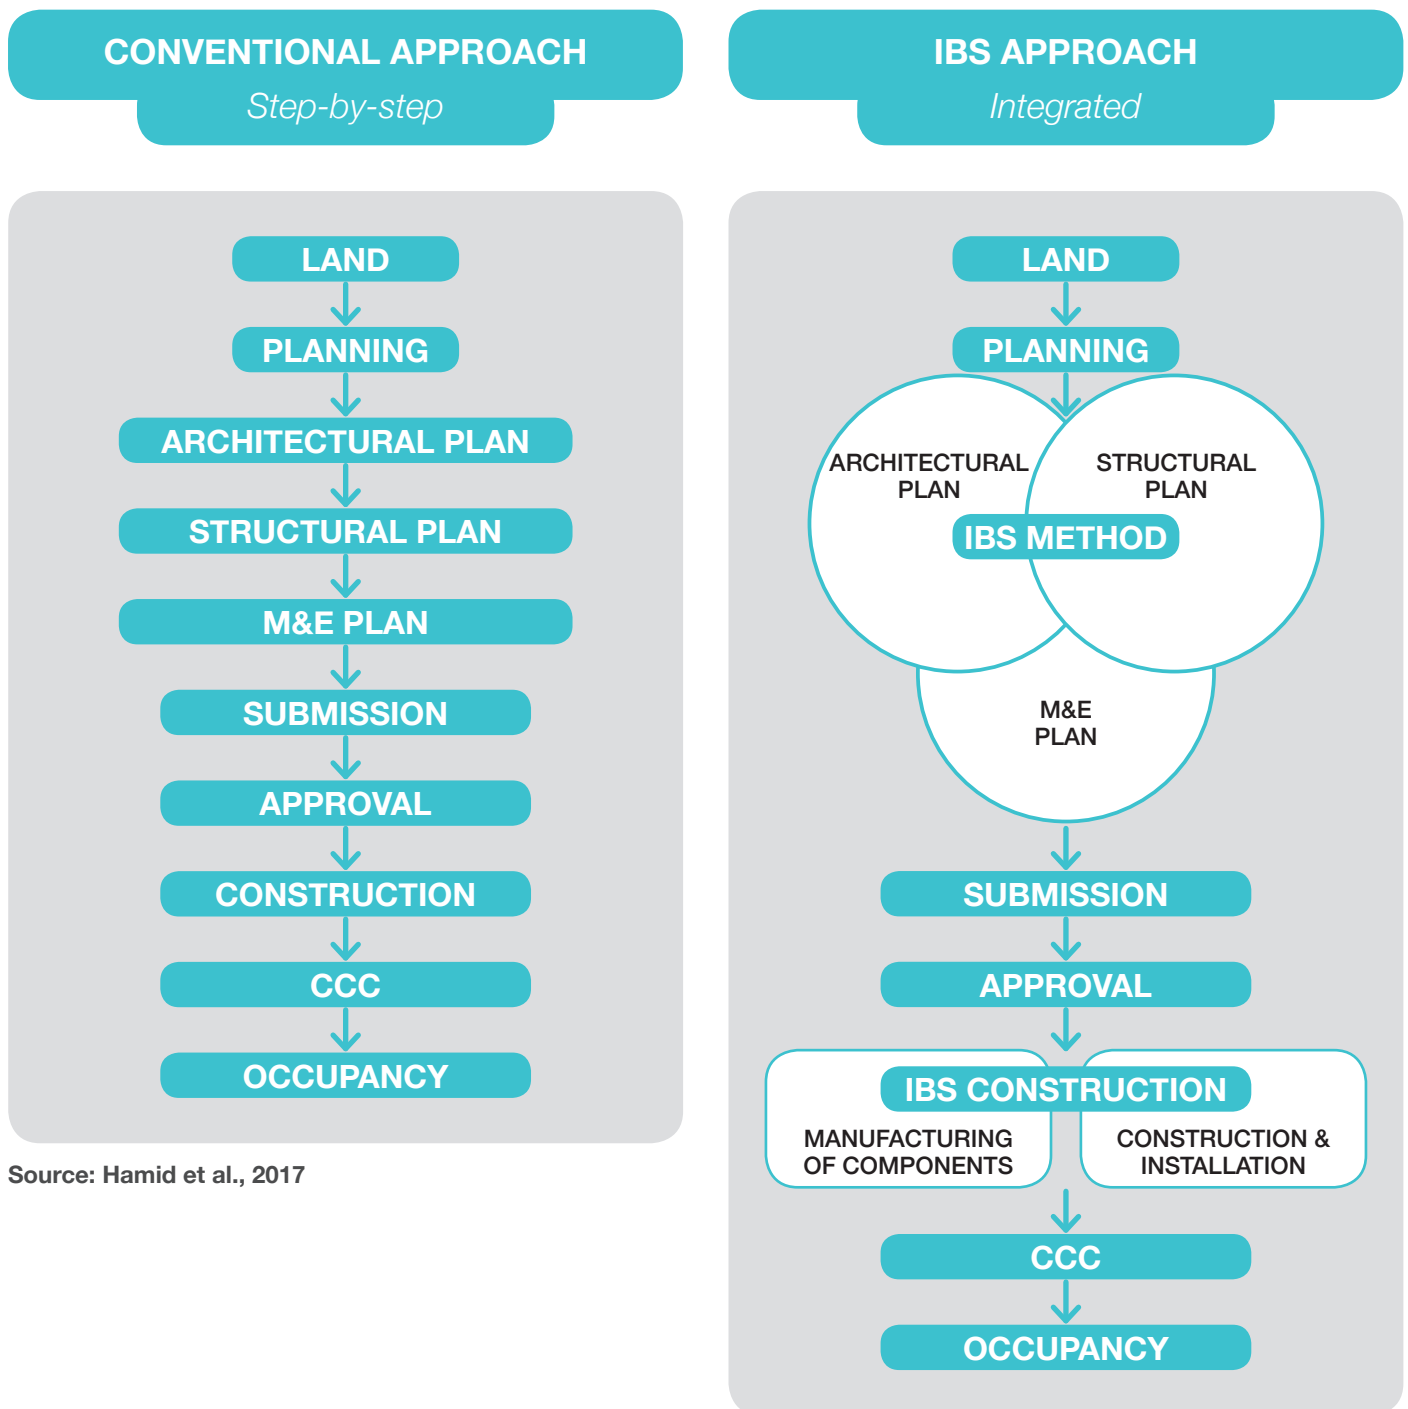 CONVENTIONAL APPROACH
Step-by-step
LAND
PLANNING
ARCHITECTURAL PLAN
STRUCTURAL PLAN
M&E PLAN
SUBMISSION
APPROVAL
CONSTRUCTION
CCC
OCCUPANCY
Source: Hamid et al., 2017
IBS APPROACH
Integrated
LAND
PLANNING
ARCHITECTURAL
PLAN
STRUCTURAL
PLAN
IBS METHOD
M&E
PLAN
SUBMISSION
APPROVAL
IBS CONSTRUCTION
MANUFACTURING
OF COMPONENTS
CONSTRUCTION &
INSTALLATION
CCC
OCCUPANCY